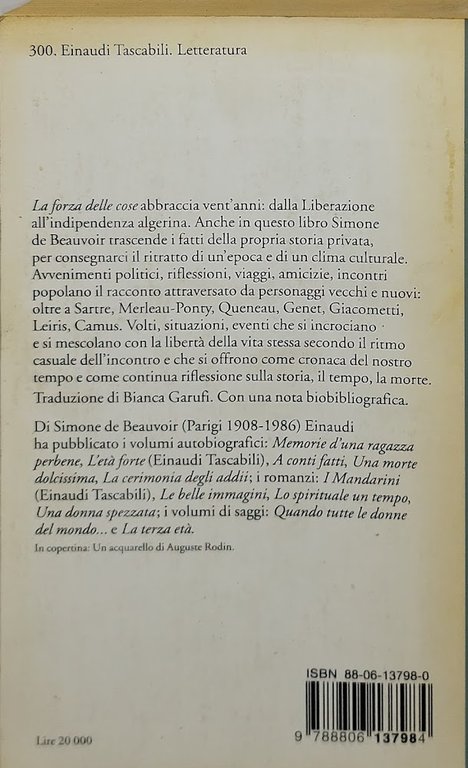 300. Einaudi Tascabili. Letteratura
La forza delle cose abbraccia vent'anni: dalla Liberazione
all'indipendenza algerina. Anche in questo libro Simone
de Beauvoir trascende i fatti della propria storia privata,
per consegnarci il ritratto di un'epoca e di un clima culturale.
Avvenimenti politici, riflessioni, viaggi, amicizie, incontri
popolano il racconto attraversato da personaggi vecchi e nuovi:
oltre a Sartre, Merleau-Ponty, Queneau, Genet, Giacometti,
Leiris, Camus. Volti, situazioni, eventi che si incrociano
e si mescolano con la libertà della vita stessa secondo il ritmo
casuale dell'incontro e che si offrono come cronaca del nostro
tempo e come continua riflessione sulla storia, il tempo, la morte.
Traduzione di Bianca Garufi. Con una nota biobibliografica.
Di Simone de Beauvoir (Parigi 1908-1986) Einaudi
ha pubblicato i volumi autobiografici: Memorie d'una ragazza
perbene, L'età forte (Einaudi Tascabili), A conti fatti, Una morte
dolcissima, La cerimonia degli addii; i romanzi: I Mandarini
(Einaudi Tascabili), Le belle immagini, Lo spirituale un tempo,
Una donna spezzata; i volumi di saggi: Quando tutte le donne
del mondo... e La terza età.
In copertina: Un acquarello di Auguste Rodin.
ISBN 88-06-13798-0
9 788806 137984
Lire 20 000